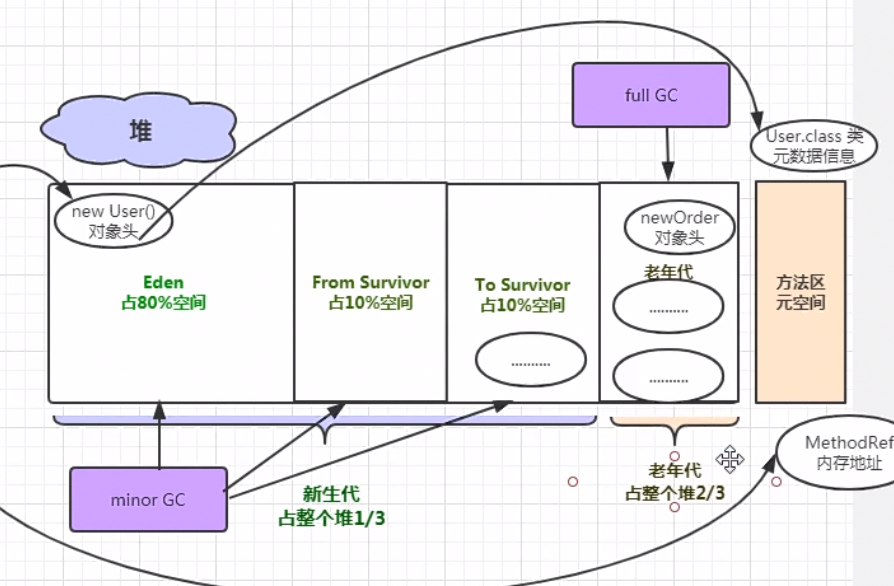 full GC
堆
User.class 类
元数据信息
new User()
对象头
newOrder
对象头
老年代
Eden
占80%空间
From Survivor
占10%空间
To Survivor
占10%空间
..........
..........
..........
方法区
元空间
minor GC
新生代
占整个堆1/3
老年代
占整个堆2/3
MethodRef
内存地址